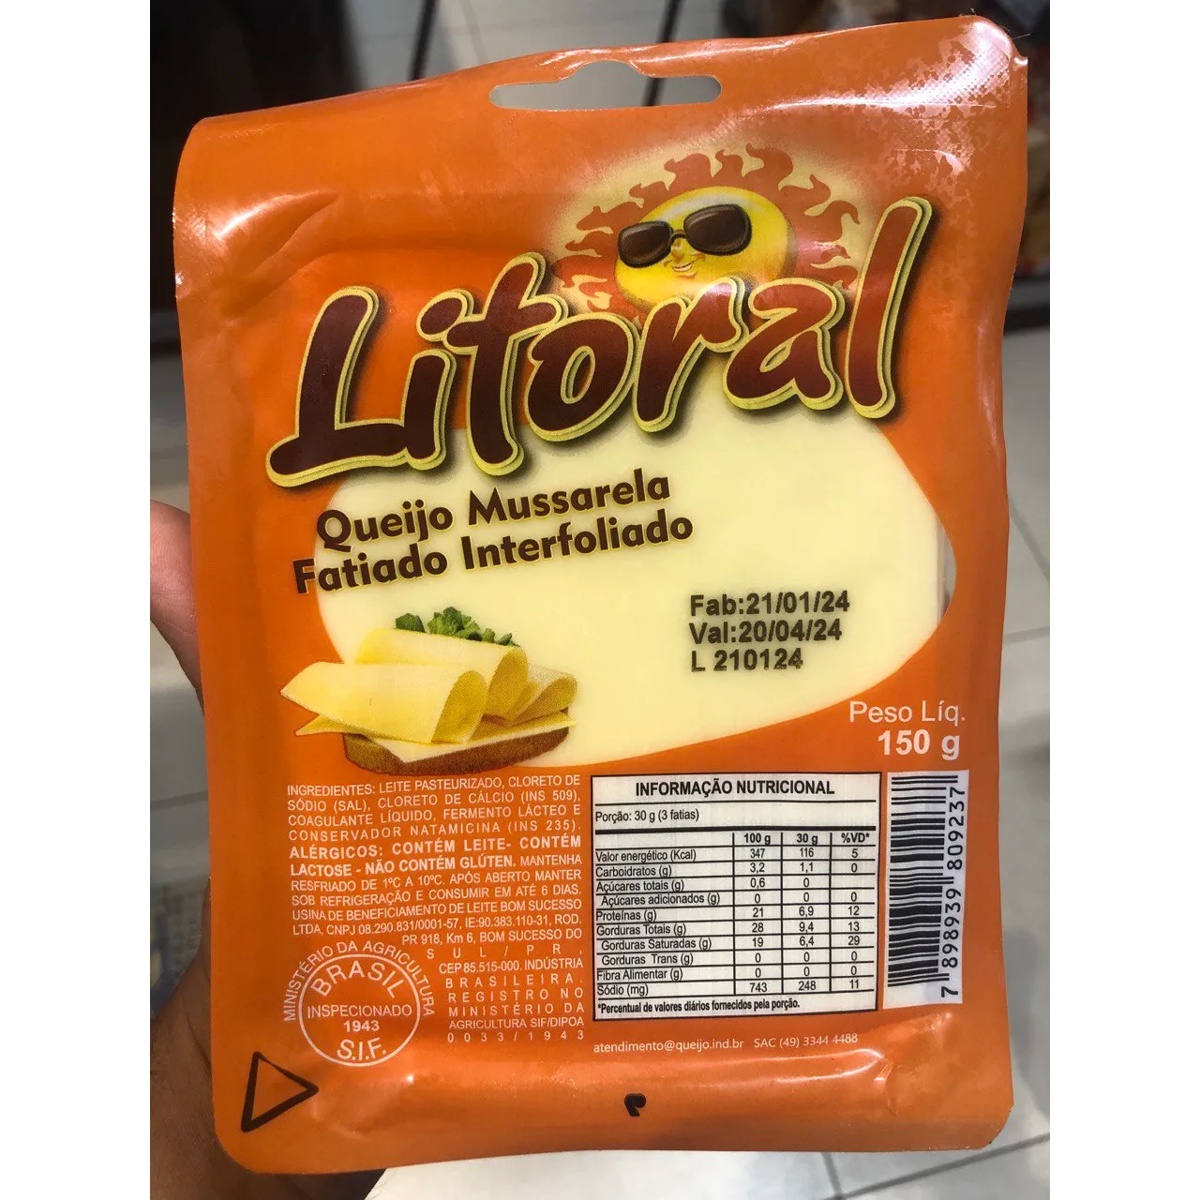 Litoral
Queijo Mussarela
Fatiado Interfoliado
Fab:21/01/24
Val:20/04/24
L 210124
Peso Líq.
150 g
INGREDIENTES: LEITE PASTEURIZADO, CLORETO DE
SÓDIO (SAL), CLORETO DE CÁLCIO (INS 509),
COAGULANTE LÍQUIDO, FERMENTO LÁCTEO E
CONSERVADOR NATAMICINA (INS 235).
ALÉRGICOS: CONTÉM LEITE- CONTÉM
LACTOSE - NÃO CONTÉM GLÚTEN. MANTENHA
RESFRIADO DE 1ºC A 10ºC. APÓS ABERTO MANTER
SOB REFRIGERAÇÃO E CONSUMIR EM ATÉ 6 DIAS.
USINA DE BENEFICIAMENTO DE LEITE BOM SUCESSO
LTDA, CNPJ 08.290.831/0001-57, IE:90.383.110-31, ROD.
PR 918, Km 6, BOM SUCESSO DO
SUL/PR,
CEP 85.515-000. INDÚSTRIA
BRASILEIRA.
REGISTRO NO
MINISTÉRIO DA
AGRICULTURA SIF/DIPOA
0033/1943
MINISTÉRIO DA AGRICULTURA
BRASIL
INSPECIONADO
1943
S.I.F.
INFORMAÇÃO NUTRICIONAL
Porção: 30 g (3 fatias)
100 g 30 g %VD*
Valor energético (Kcal) 347 116 5
Carboidratos (g) 3,2 1,1 0
Açúcares totais (g) 0,6 0
Açúcares adicionados (g) 0 0 0
Proteínas (g) 21 6,9 12
Gorduras Totais (g) 28 9,4 13
Gorduras Saturadas (g) 19 6,4 29
Gorduras Trans (g) 0 0 0
Fibra Alimentar (g) 0 0 0
Sódio (mg) 743 248 11
*Percentual de valores diários fornecidos pela porção.
atendimento@queijo.ind.br SAC (49) 3344 4488
7 898939 809237